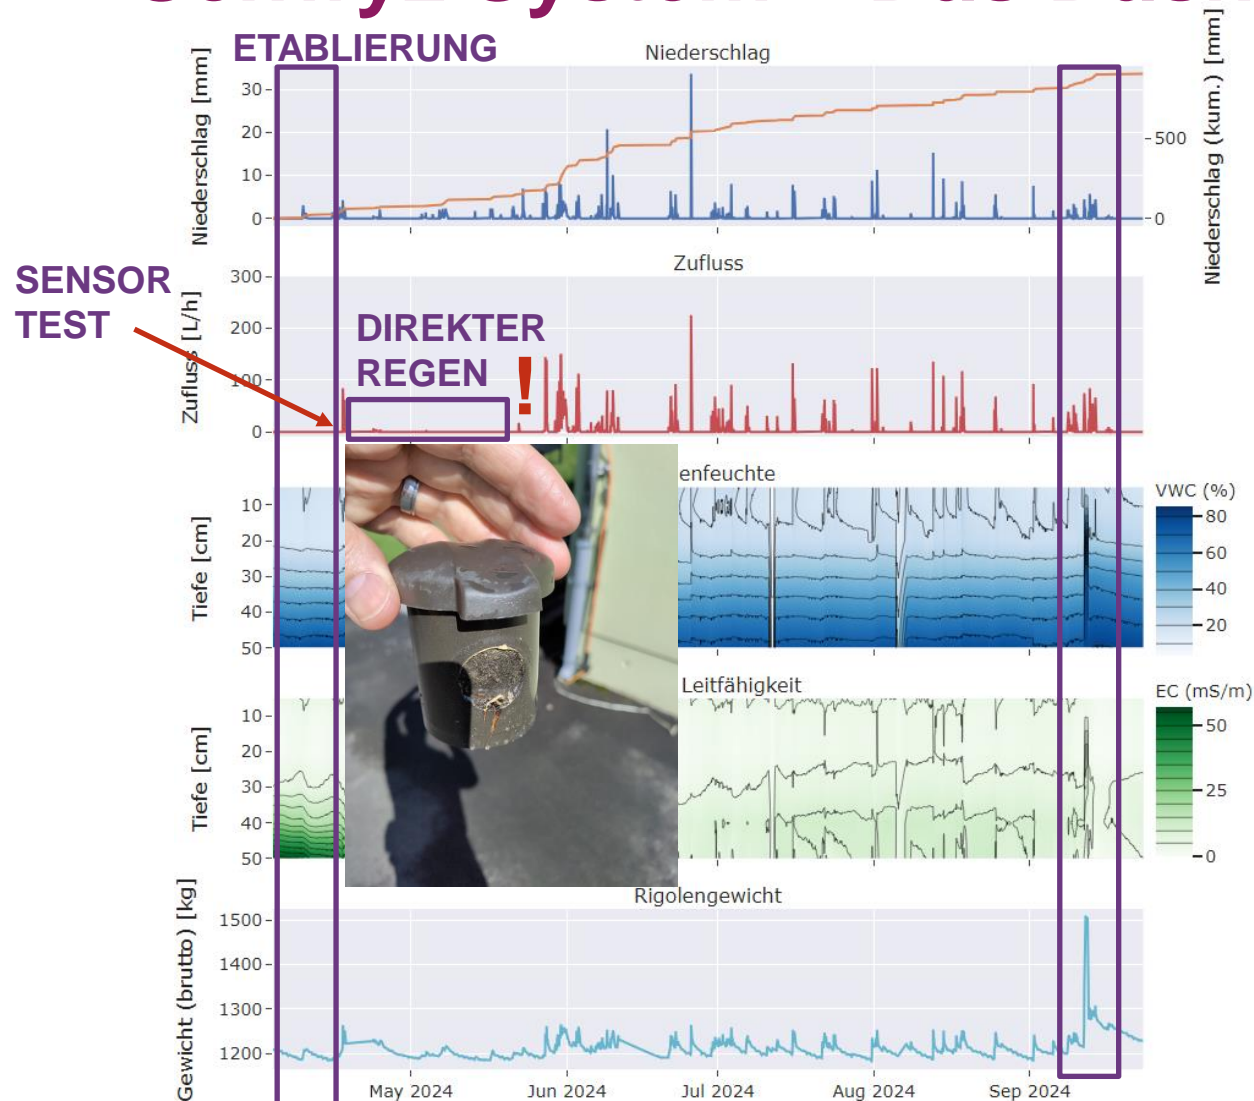 ETABLIERUNG
Niederschlag
Niederschlag [mm]
30
20
10
0
500
0
Niederschlag (kum.) [mm]
SENSOR
TEST
Zufluss
Zufluss [L/h]
300
200
100
0
DIREKTER
REGEN !
enfeuchte
Tiefe [cm]
10
20
30
40
50
VWC (%)
80
60
40
20
Leitfähigkeit
Tiefe [cm]
10
20
30
40
50
EC (mS/m)
50
25
0
Rigolengewicht
Gewicht (brutto) [kg]
1500
1400
1300
1200
May 2024 Jun 2024 Jul 2024 Aug 2024 Sep 2024